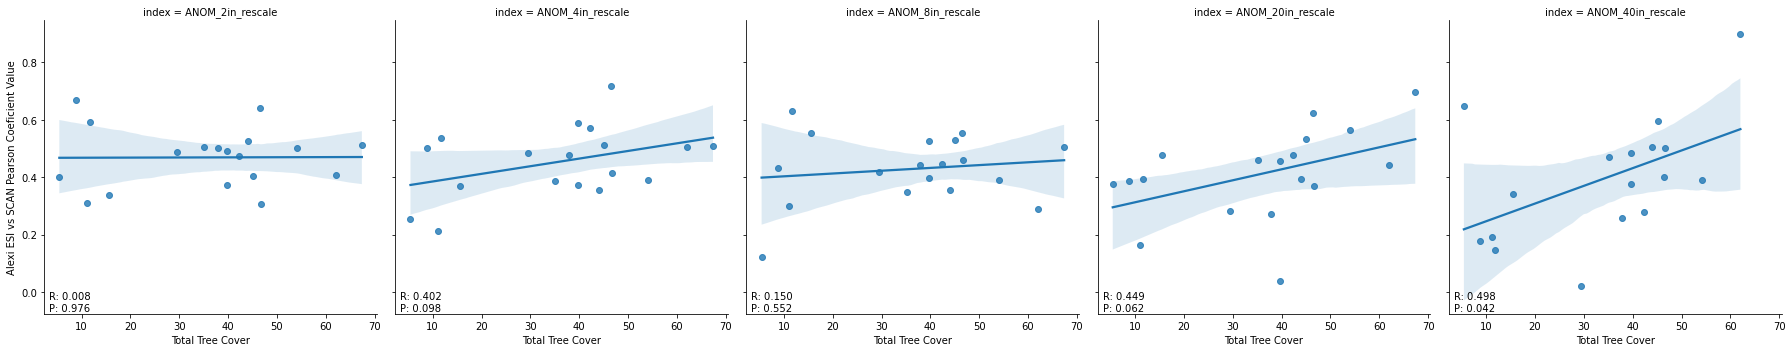 index = ANOM_2in_rescale
index = ANOM_4in_rescale
index = ANOM_8in_rescale
index = ANOM_20in_rescale
index = ANOM_40in_rescale
Alexi ESI vs SCAN Pearson Coeficient Value
0.8
0.6
0.4
0.2
0.0
R: 0.008
P: 0.976
R: 0.402
P: 0.098
R: 0.150
P: 0.552
R: 0.449
P: 0.062
R: 0.498
P: 0.042
10 20 30 40 50 60 70
10 20 30 40 50 60 70
10 20 30 40 50 60 70
10 20 30 40 50 60 70
10 20 30 40 50 60 70
Total Tree Cover
Total Tree Cover
Total Tree Cover
Total Tree Cover
Total Tree Cover